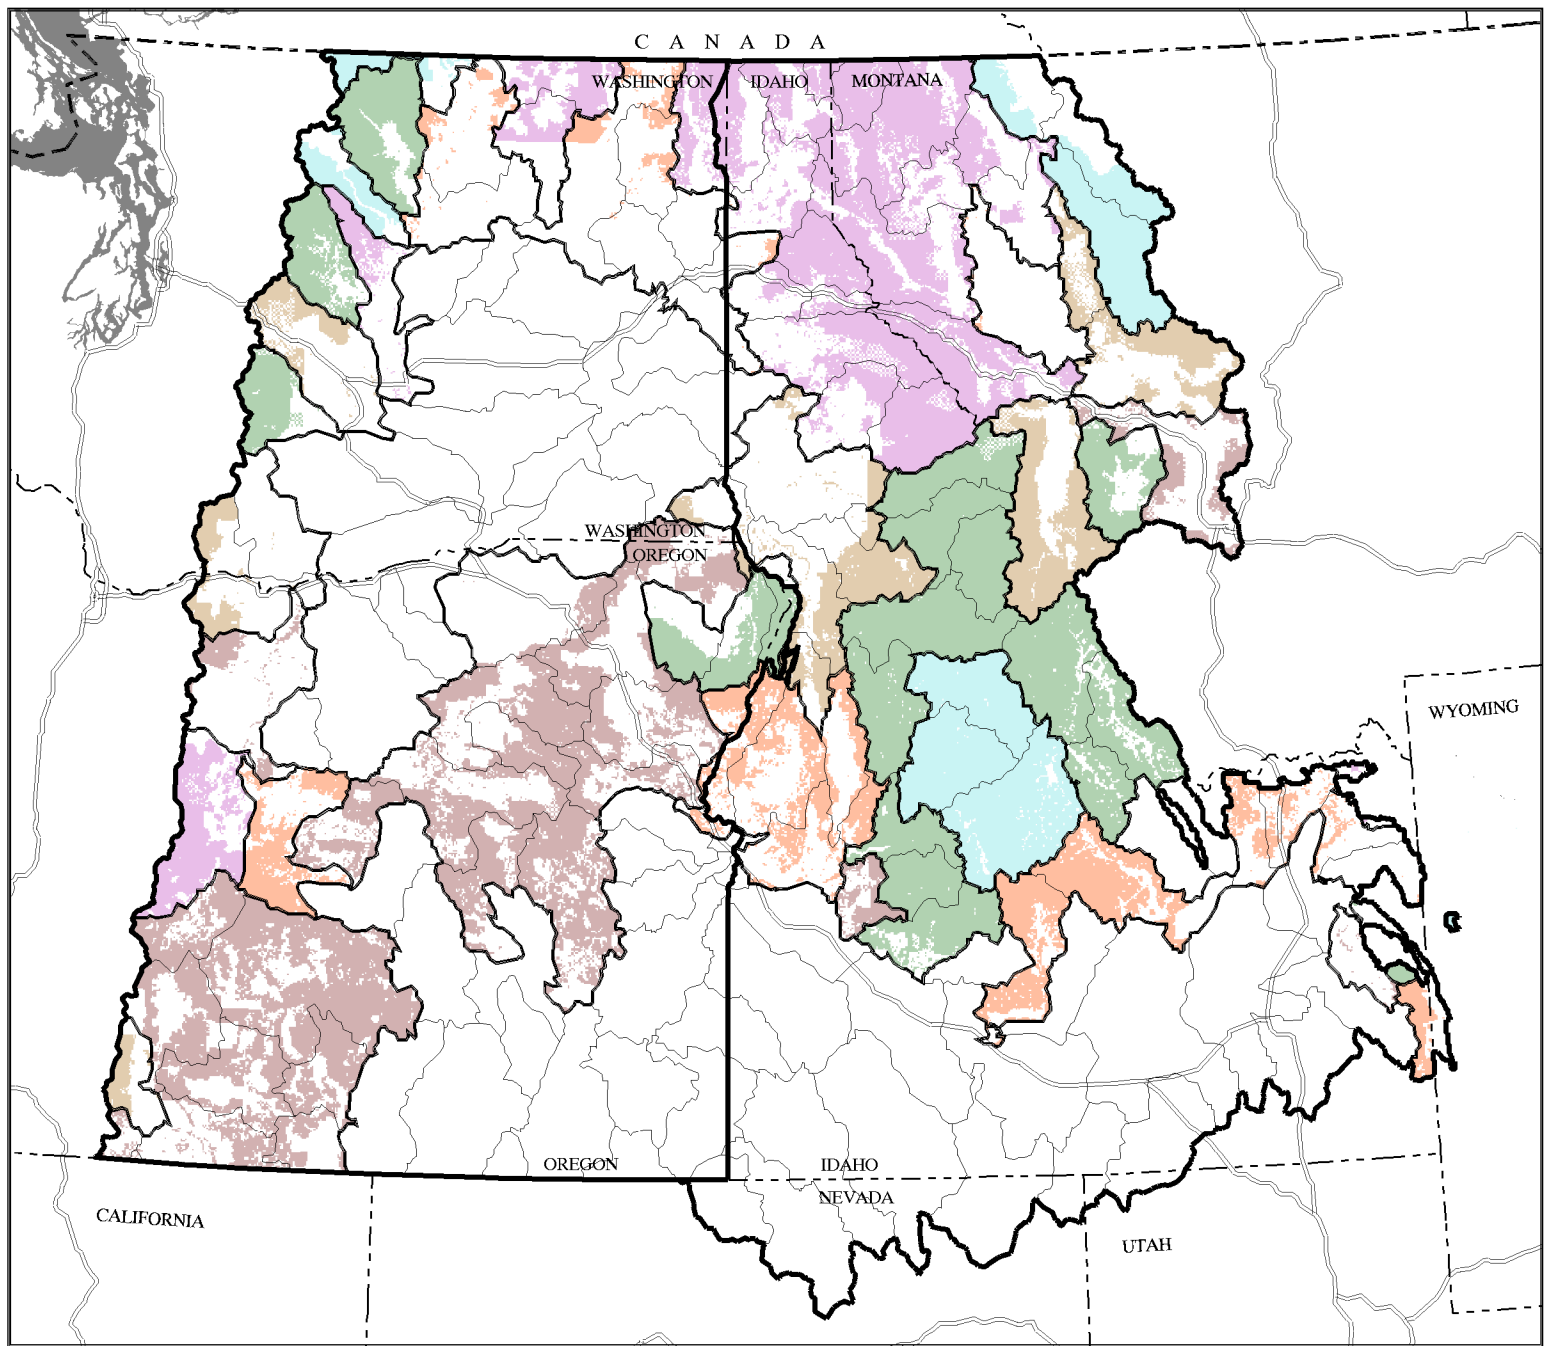 C A N A D A
WASHINGTON
IDAHO
MONTANA
WASHINGTON
OREGON
WYOMING
OREGON
IDAHO
NEVADA
CALIFORNIA
UTAH